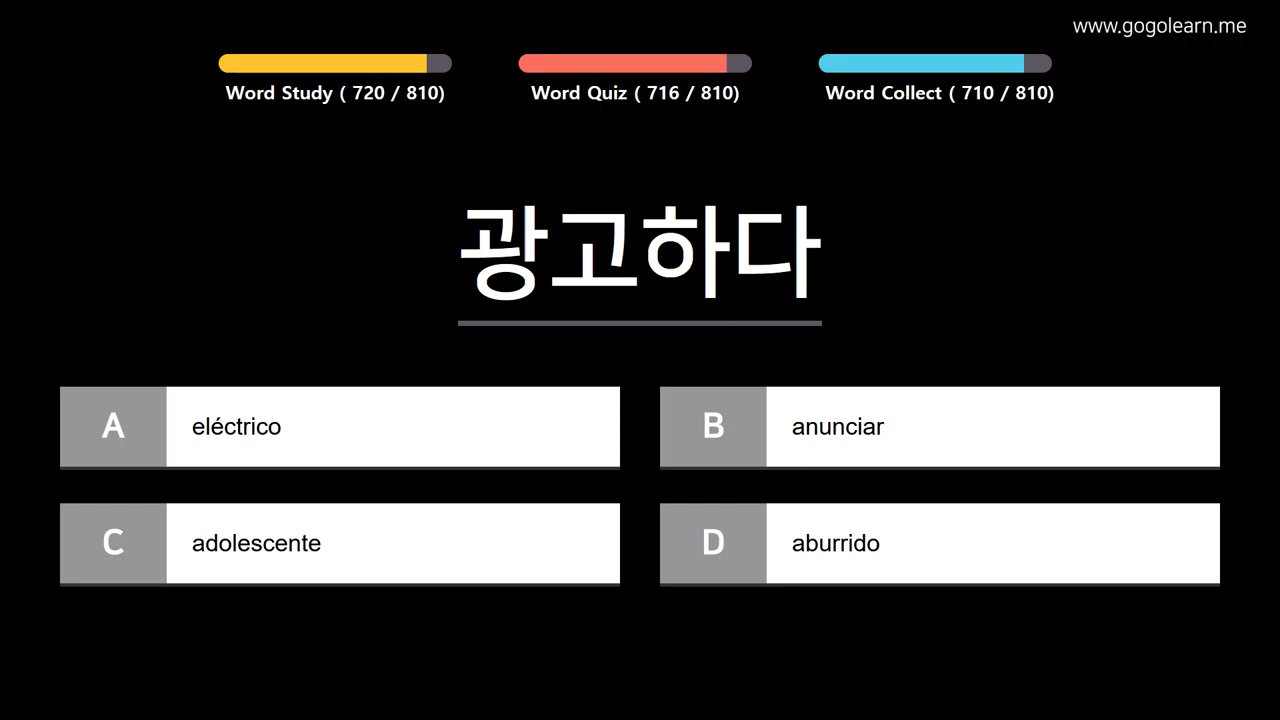 www.gogolearn.me
Word Study ( 720 / 810)
Word Quiz ( 716 / 810)
Word Collect ( 710 / 810)
광고하다
A eléctrico
B anunciar
C adolescente
D aburrido